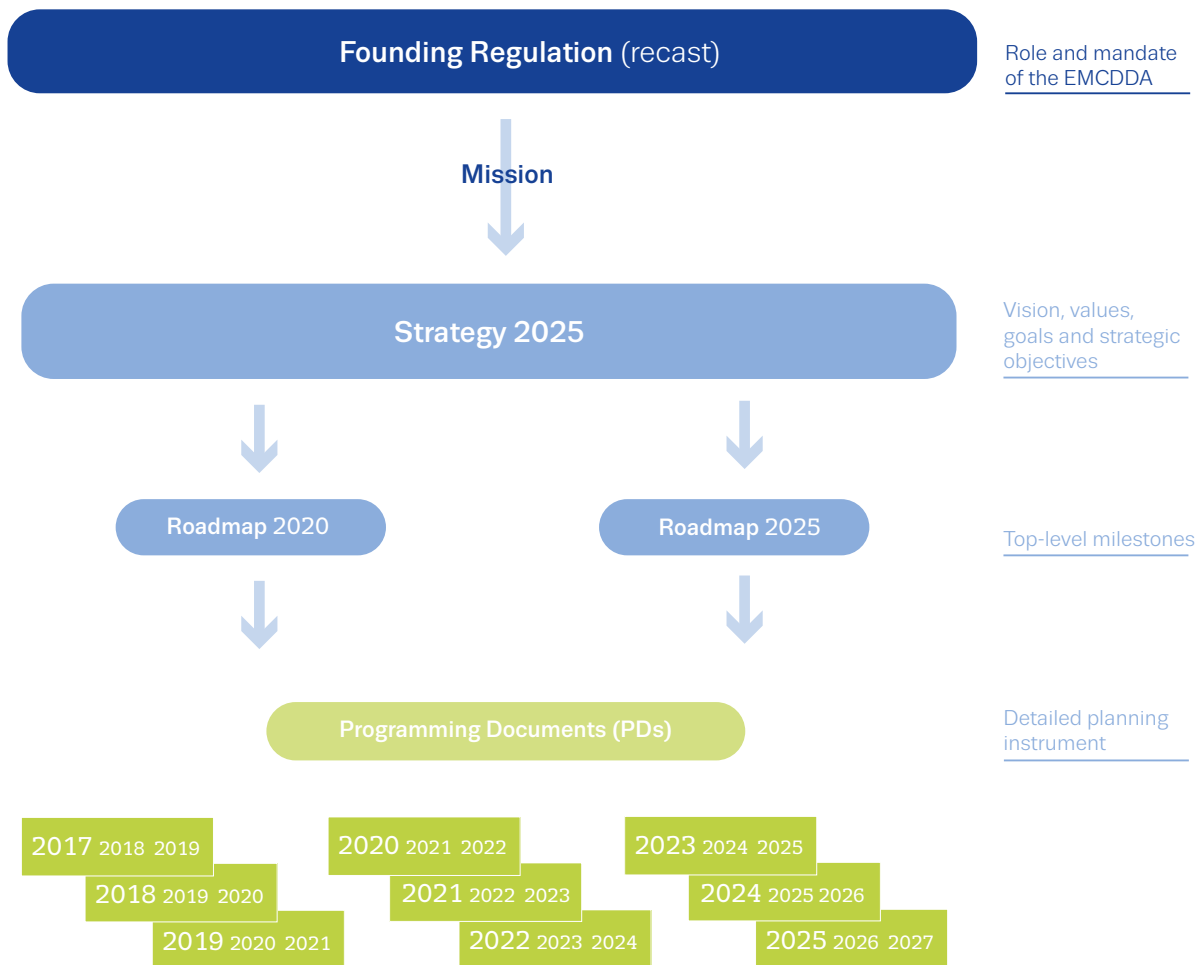 Founding Regulation (recast)
Role and mandate
of the EMCDDA
Mission
Strategy 2025
Vision, values,
goals and strategic
objectives
Roadmap 2020
Roadmap 2025
Top-level milestones
Programming Documents (PDs)
Detailed planning
instrument
2017 2018 2019
2018 2019 2020
2019 2020 2021
2020 2021 2022
2021 2022 2023
2022 2023 2024
2023 2024 2025
2024 2025 2026
2025 2026 2027